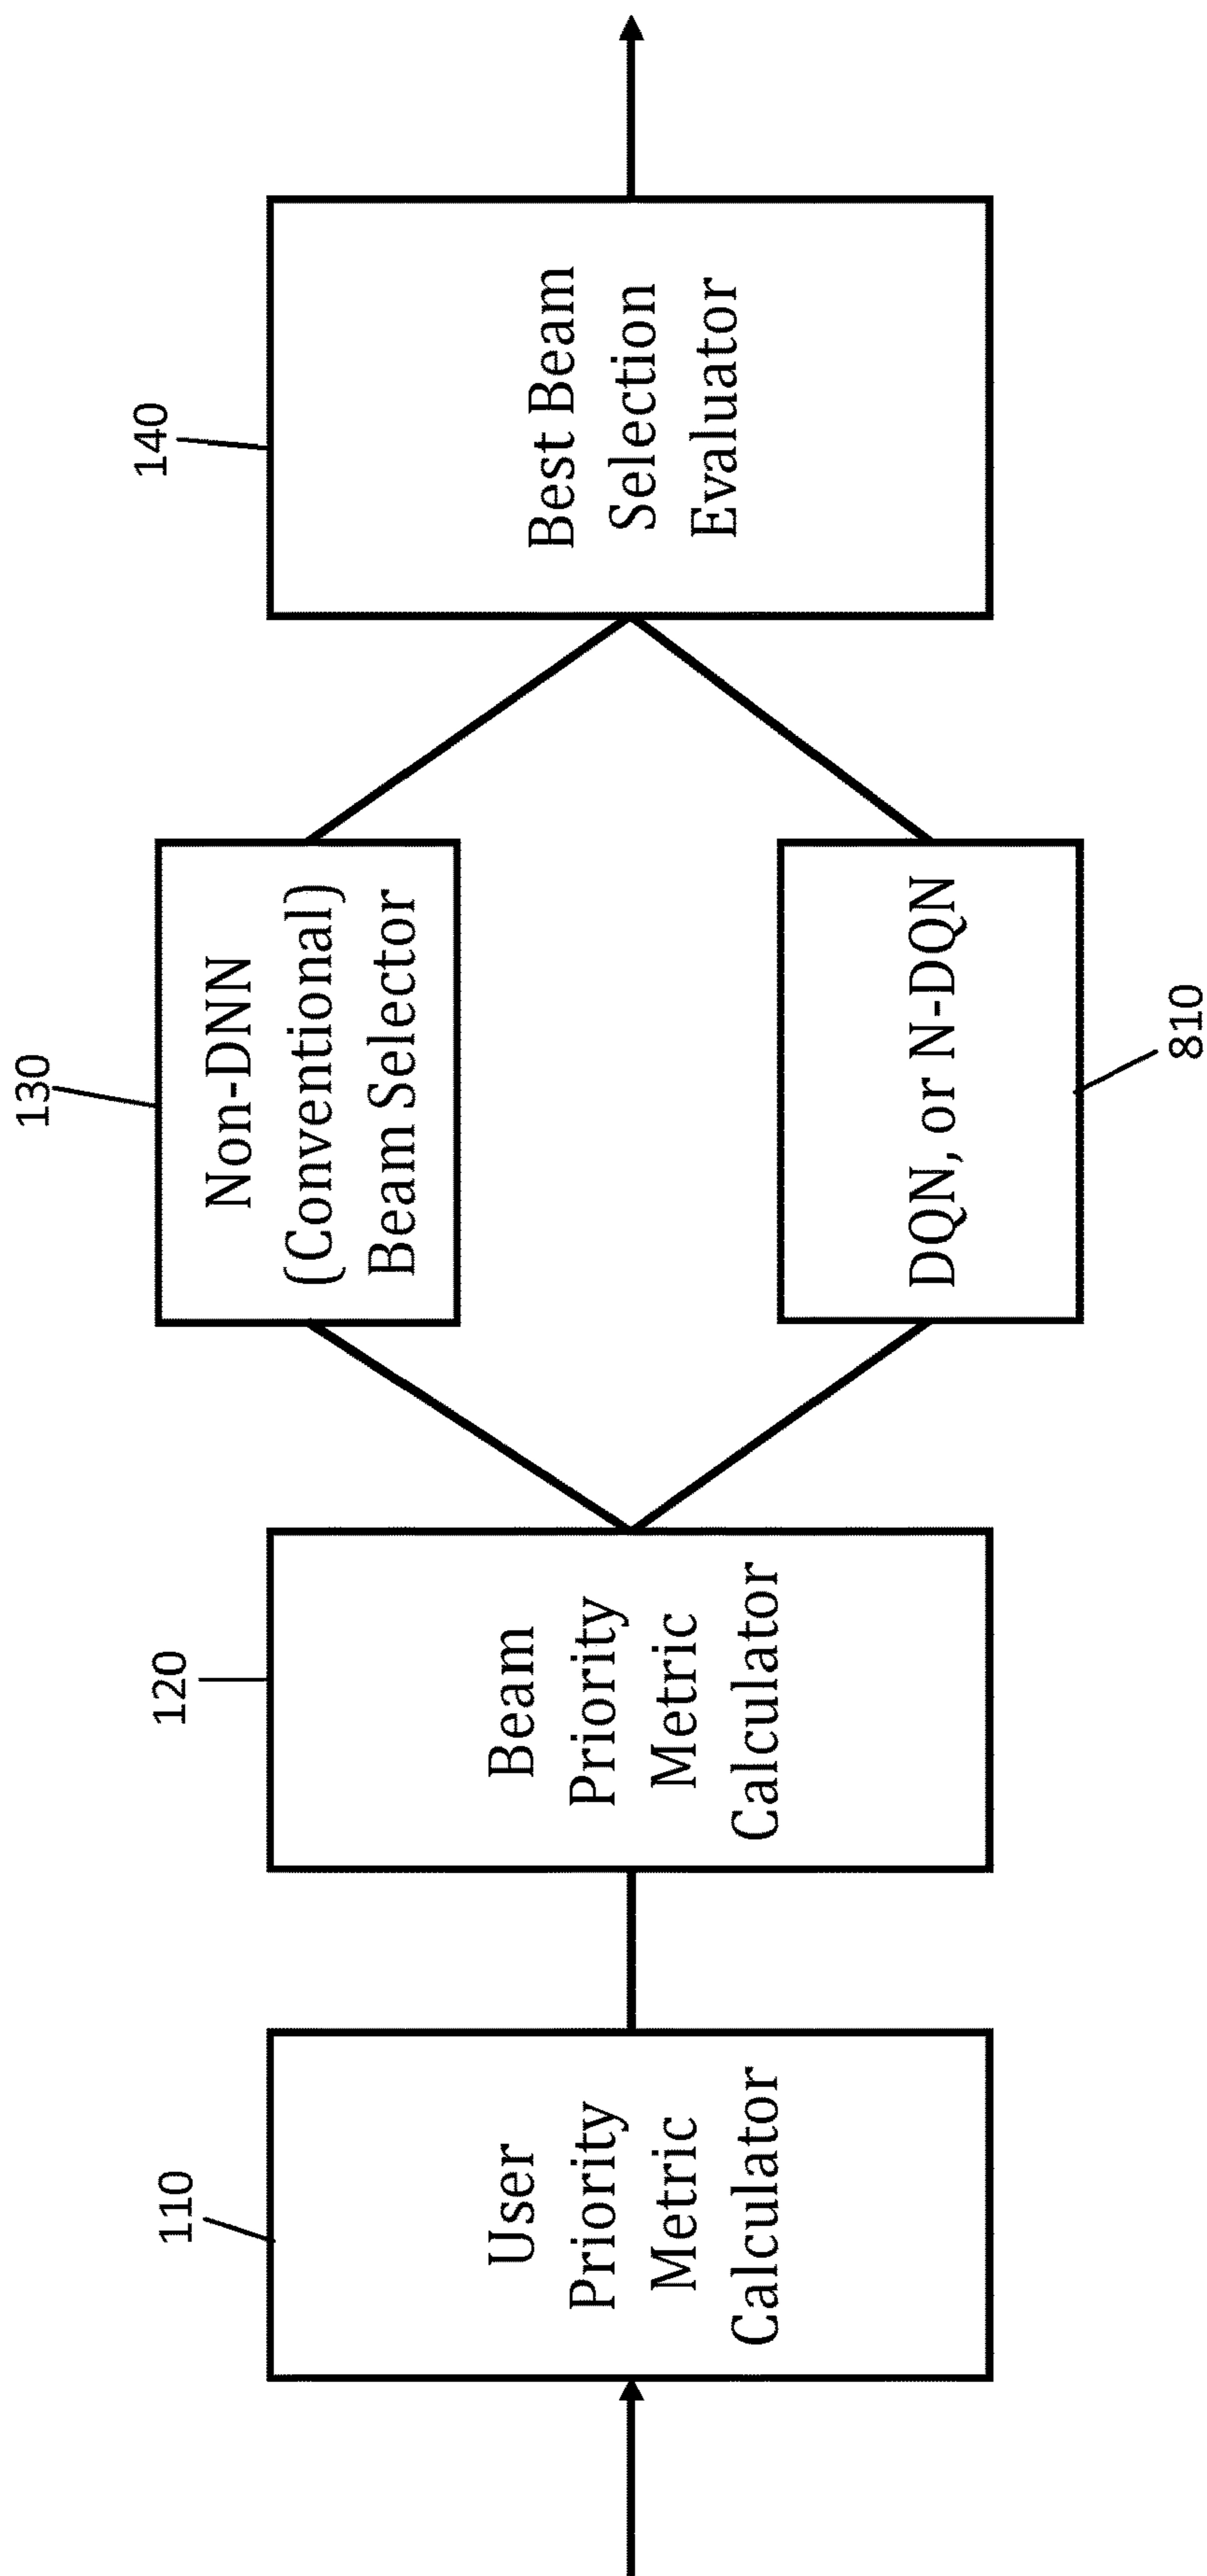 110
User
Priority
Metric
Calculator
120
Beam
Priority
Metric
Calculator
130
Non-DNN
(Conventional)
Beam Selector
DQN, or N-DQN
810
140
Best Beam
Selection
Evaluator